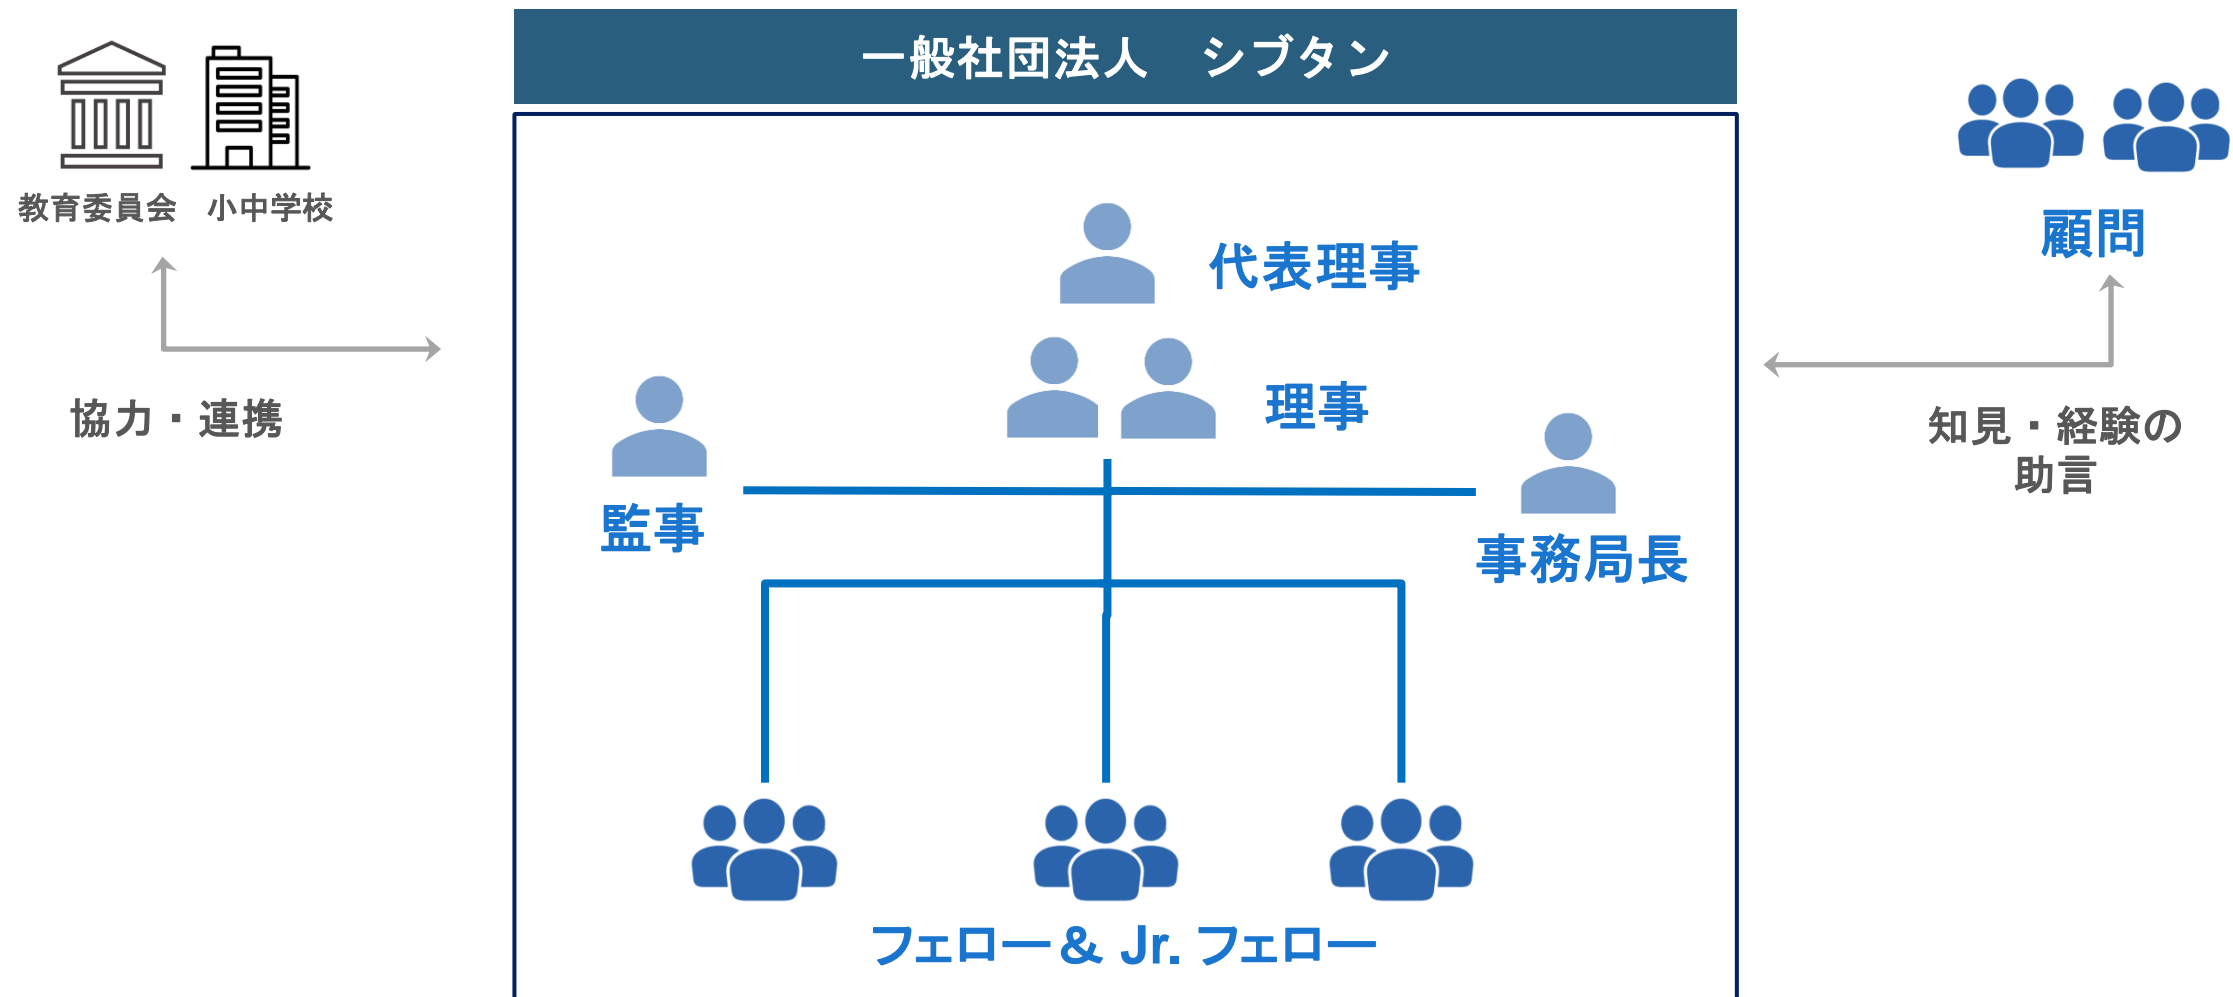 一般社団法人　シブタン
教育委員会　小中学校
協力・連携
代表理事
理事
監事
事務局長
フェロー＆ Jr. フェロー
顧問
知見・経験の
助言